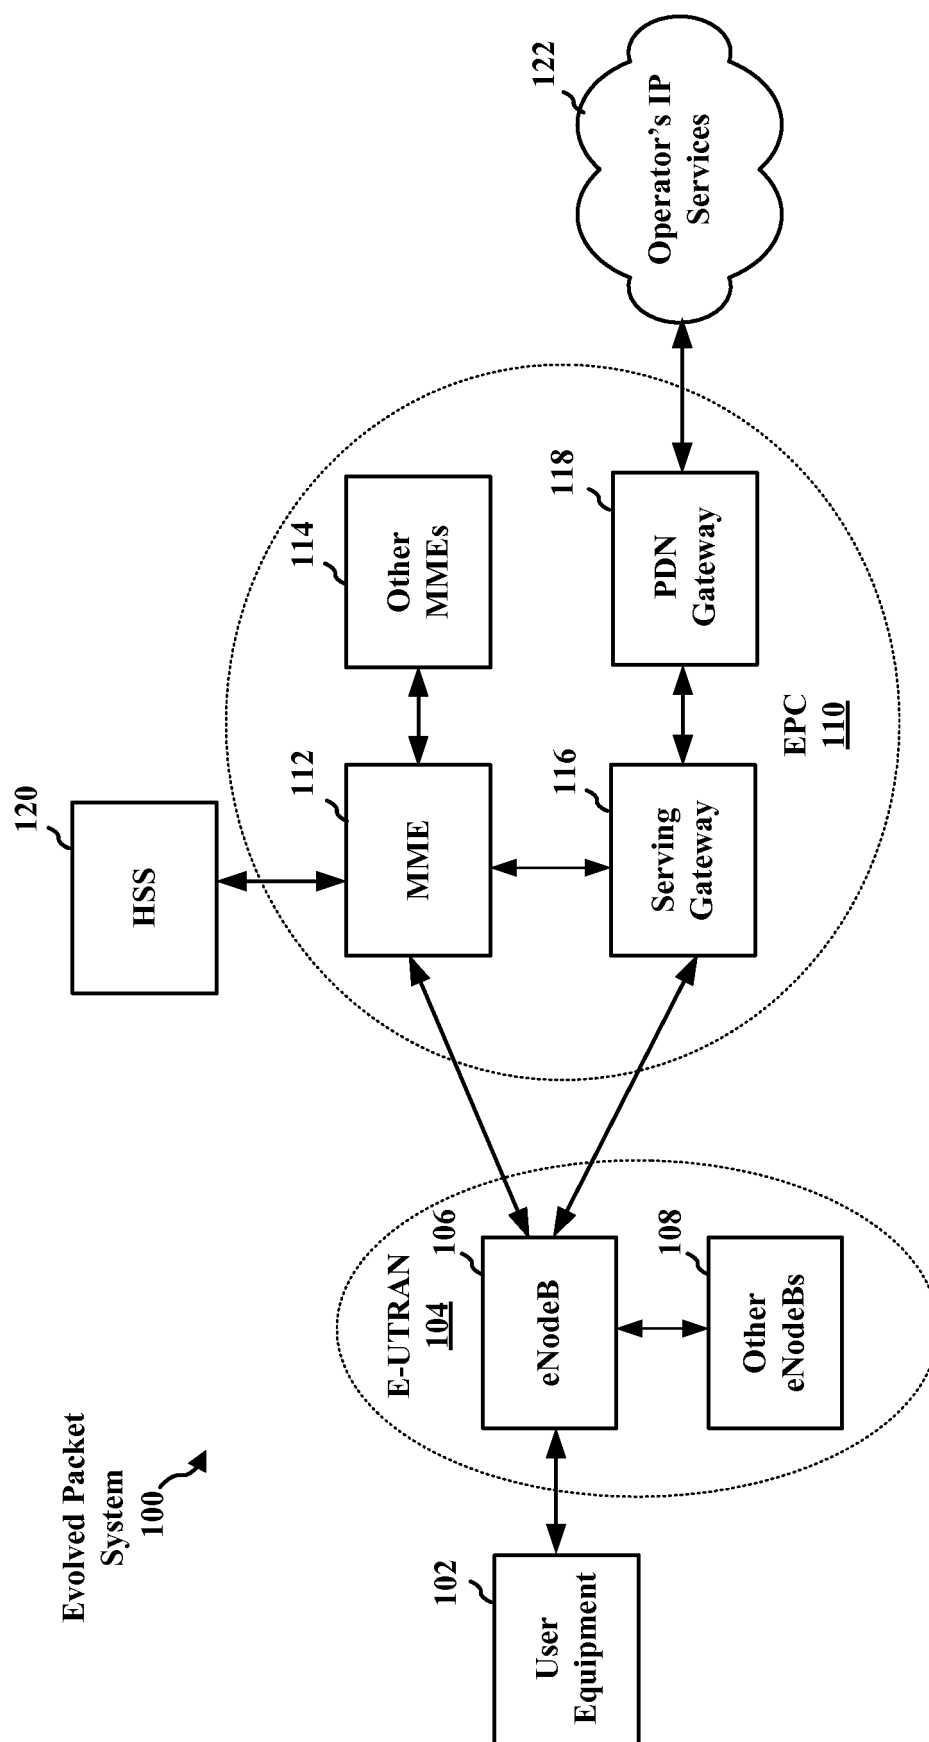 Evolved Packet
System
100
HSS
120
E-UTRAN
104
MME
112
Other
MMEs
114
User
Equipment
102
eNodeB
106
Other
eNodeBs
108
Serving
Gateway
116
PDN
Gateway
118
EPC
110
Operator's IP
Services
122